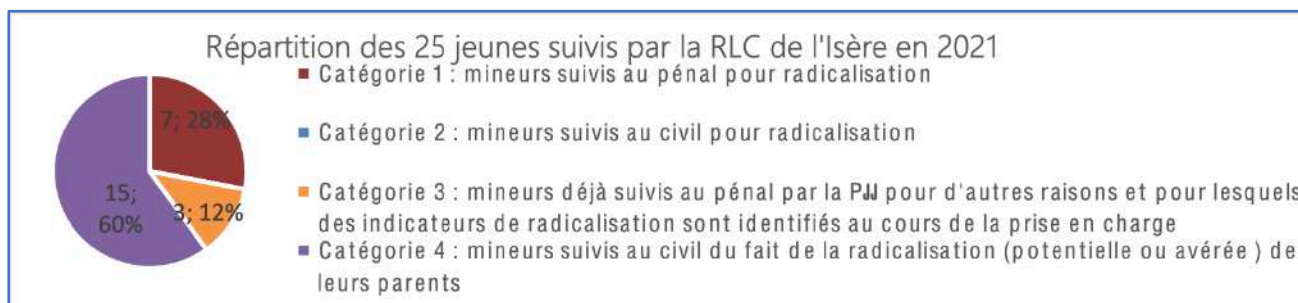 Répartition des 25 jeunes suivis par la RLC de l'Isère en 2021
Catégorie 1 : mineurs suivis au pénal pour radicalisation
7; 28%
Catégorie 2 : mineurs suivis au civil pour radicalisation
15;
60%
3; 12%
Catégorie 3 : mineurs déjà suivis au pénal par la PJJ pour d'autres raisons et pour lesquels
des indicateurs de radicalisation sont identifiés au cours de la prise en charge
Catégorie 4 : mineurs suivis au civil du fait de la radicalisation (potentielle ou avérée ) de
leurs parents